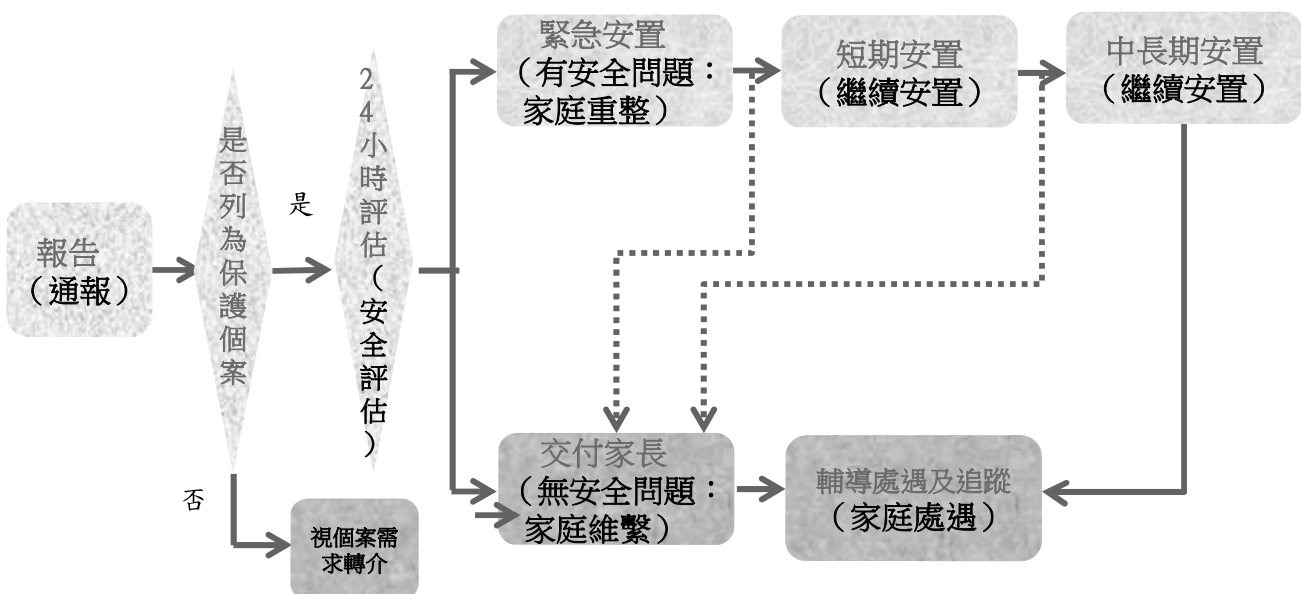 報告
（通報）
是否列為保護個案
是
否
視個案需
求轉介
24小時評估（安全評估）
緊急安置
（有安全問題：
家庭重整）
短期安置
（繼續安置）
中長期安置
（繼續安置）
交付家長
（無安全問題：
家庭維繫）
輔導處遇及追蹤
（家庭處遇）